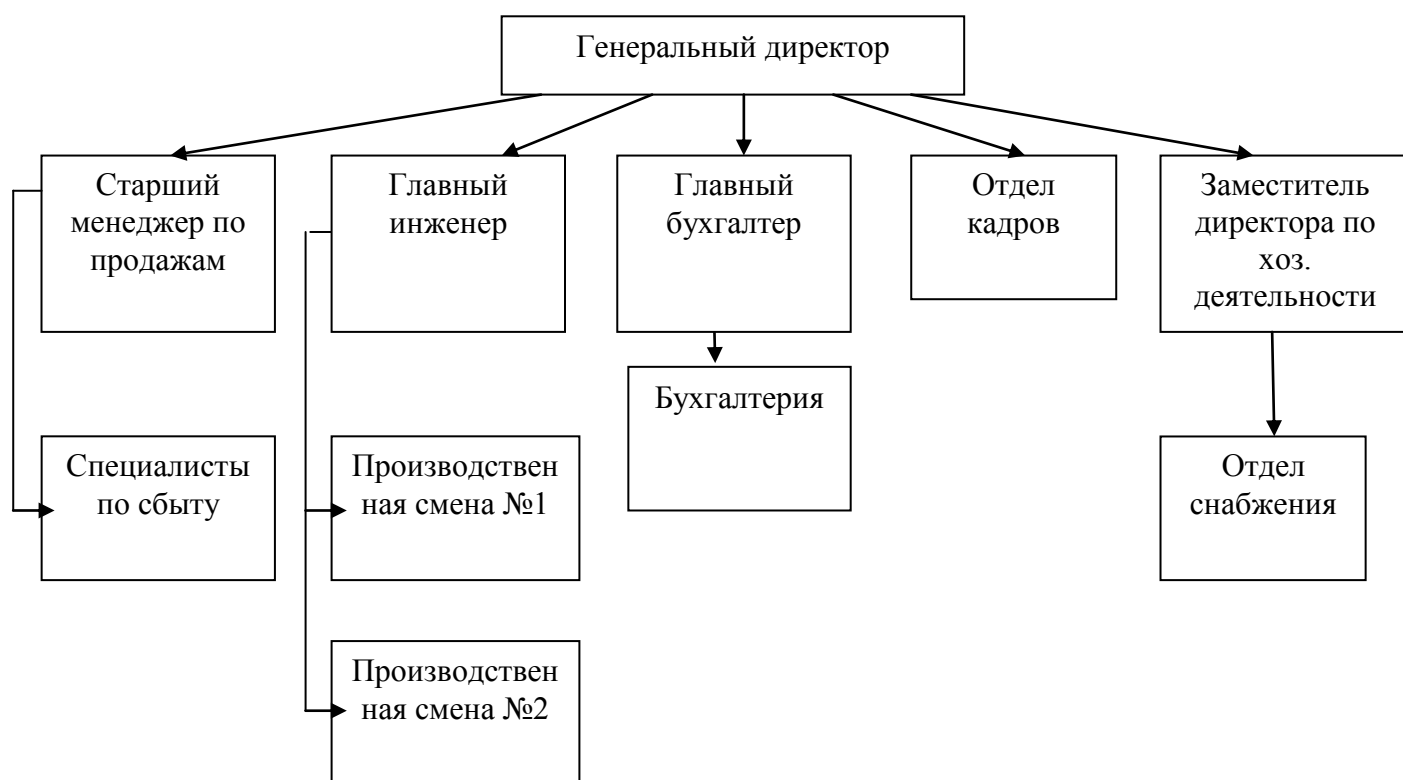 Генеральный директор
Старший
менеджер по
продажам
Главный
инженер
Главный
бухгалтер
Отдел
кадров
Заместитель
директора по
хоз.
деятельности
Бухгалтерия
Специалисты
по сбыту
Производствен
ная смена №1
Отдел
снабжения
Производствен
ная смена №2